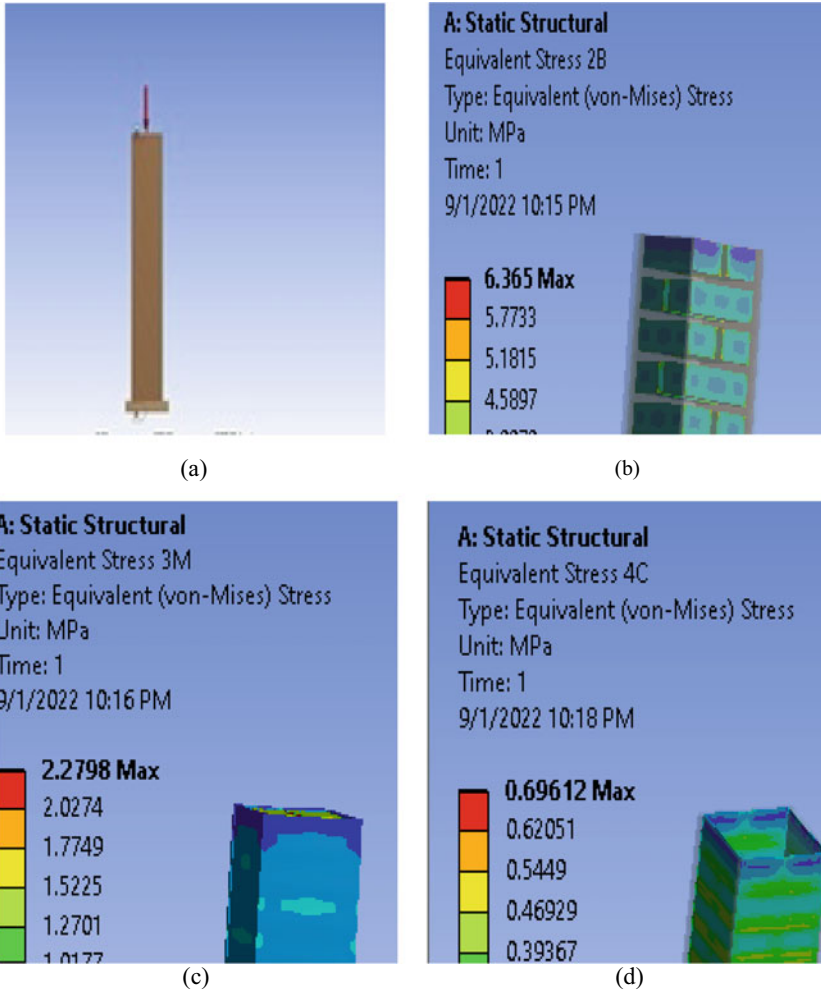 A: Static Structural
Equivalent Stress 2B
Type: Equivalent (von-Mises) Stress
Unit: MPa
Time: 1
9/1/2022 10:15 PM
6.365 Max
5.7733
5.1815
4.5897
(a)
(b)
A: Static Structural
Equivalent Stress 3M
Type: Equivalent (von-Mises) Stress
Unit: MPa
Time: 1
9/1/2022 10:16 PM
2.2798 Max
2.0274
1.7749
1.5225
1.2701
1.0177
A: Static Structural
Equivalent Stress 4C
Type: Equivalent (von-Mises) Stress
Unit: MPa
Time: 1
9/1/2022 10:18 PM
0.69612 Max
0.62051
0.5449
0.46929
0.39367
(c)
(d)